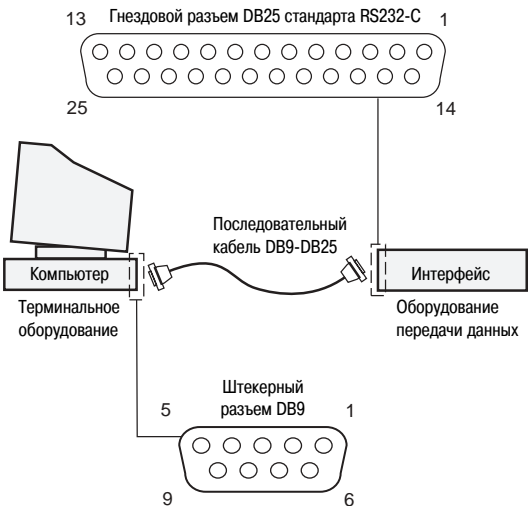 13 Гнездовой разъем DB25 стандарта RS232-C 1
25 14
Последовательный
кабель DB9-DB25
Компьютер
Интерфейс
Терминальное
оборудование
Оборудование
передачи данных
Штекерный
разъем DB9
5 1
9 6